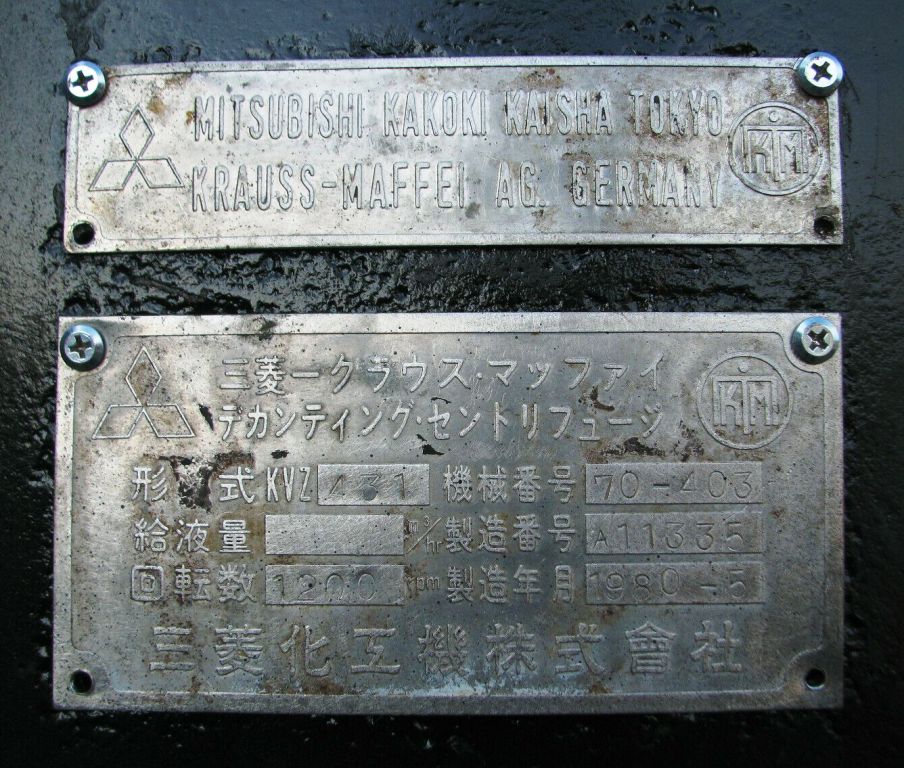 MITSUBISHI KAKOKI KAISHA TOKYO
KRAUSS-MAFFEI AG. GERMANY
KM
三菱ークラウス・マッファイ
デカンティング・セントリフュージ
KM
形式 KVZ 431 機械番号 70-403
給液量 m³/hr 製造番号 A11335
回転数 1200 rpm 製造年月 1980-5
三菱化工機株式會社